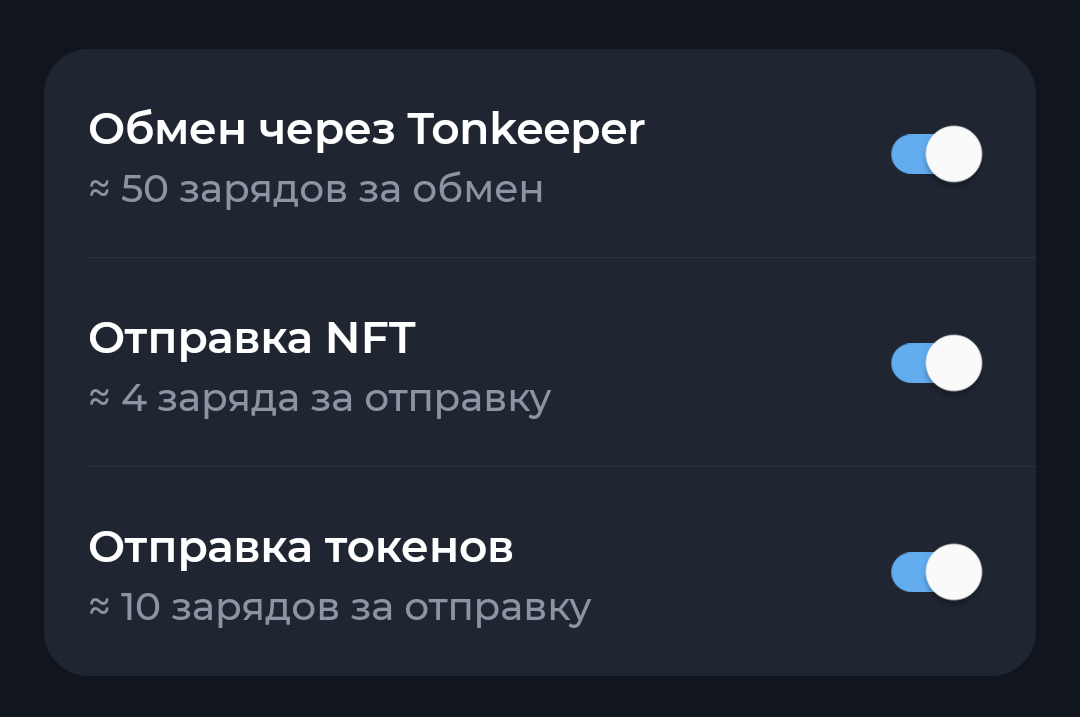 Обмен через Tonkeeper
≈ 50 зарядов за обмен
Отправка NFT
≈ 4 заряда за отправку
Отправка токенов
≈ 10 зарядов за отправку